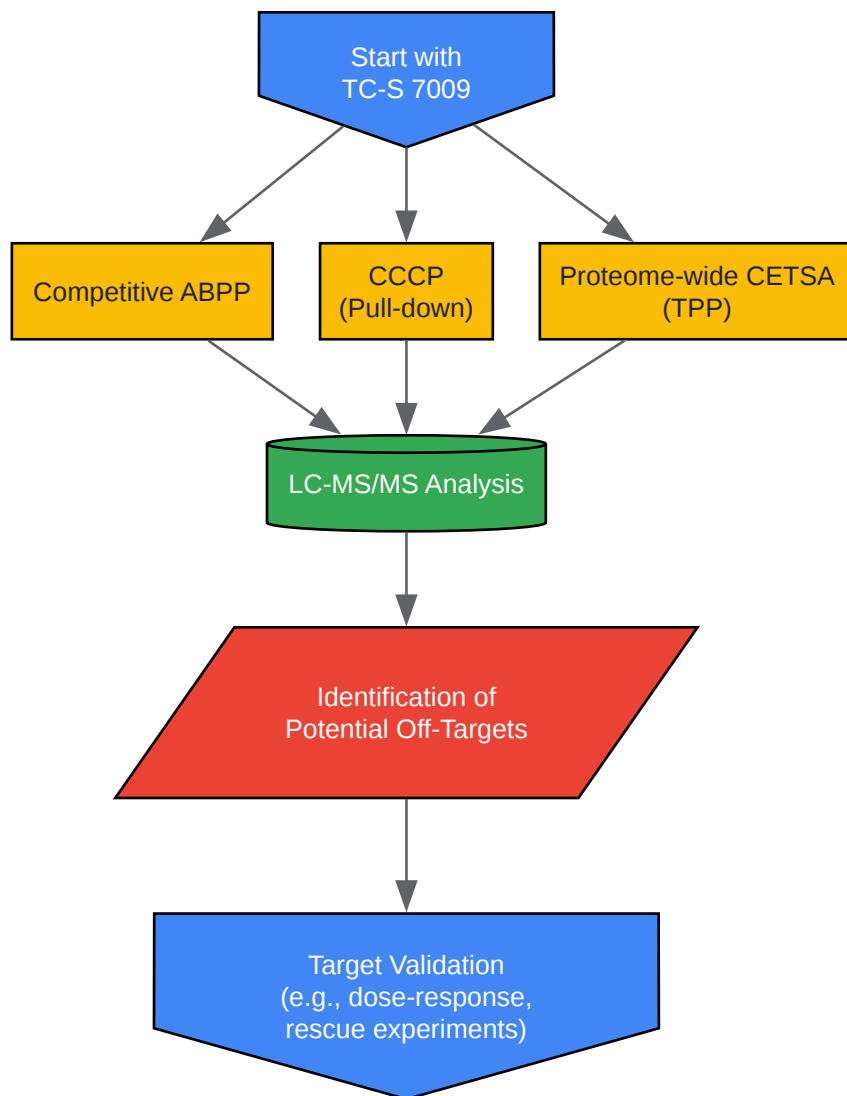 Start with
TC-S 7009
Competitive ABPP
CCCP
(Pull-down)
Proteome-wide CETSA
(TPP)
LC-MS/MS Analysis
Identification of
Potential Off-Targets
Target Validation
(e.g., dose-response,
rescue experiments)